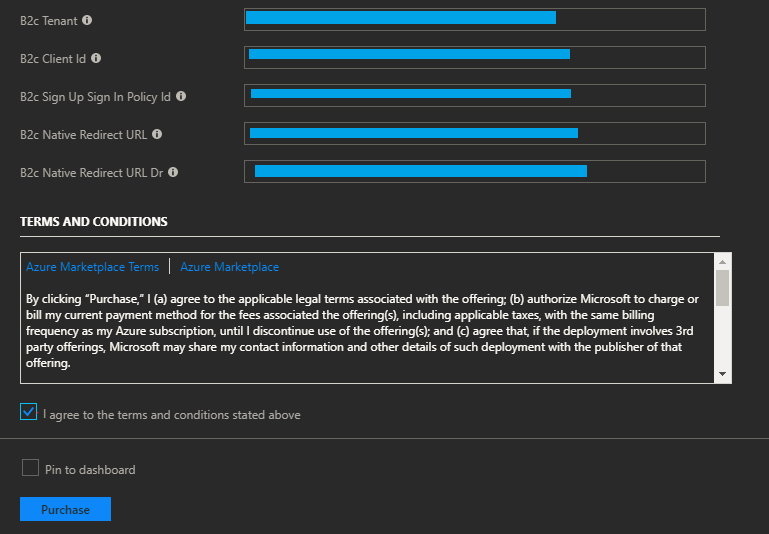 B2c Tenant
B2c Client Id
B2c Sign Up Sign In Policy Id
B2c Native Redirect URL
B2c Native Redirect URL Dr
TERMS AND CONDITIONS
Azure Marketplace Terms | Azure Marketplace
By clicking “Purchase,” I (a) agree to the applicable legal terms associated with the offering; (b) authorize Microsoft to charge or
bill my current payment method for the fees associated the offering(s), including applicable taxes, with the same billing
frequency as my Azure subscription, until I discontinue use of the offering(s); and (c) agree that, if the deployment involves 3rd
party offerings, Microsoft may share my contact information and other details of such deployment with the publisher of that
offering.
I agree to the terms and conditions stated above
Pin to dashboard
Purchase